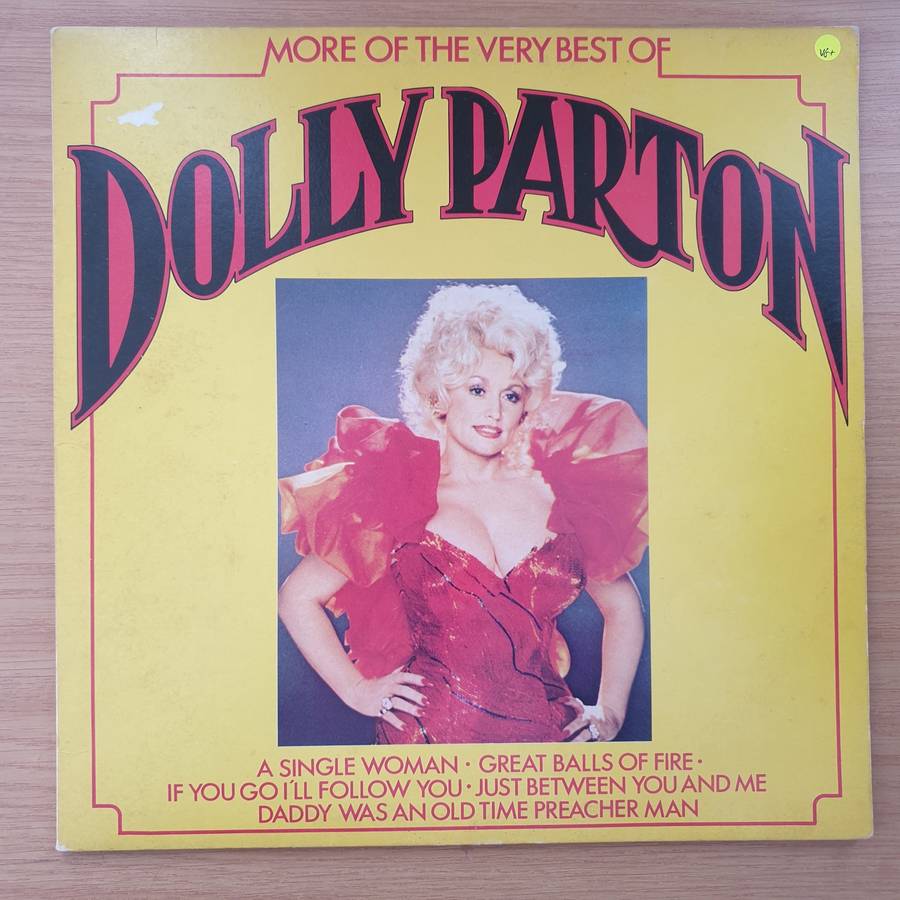 MORE OF THE VERY BEST OF
VG+
DOLLY PARTON
A SINGLE WOMAN · GREAT BALLS OF FIRE ·
IF YOU GO I´LL FOLLOW YOU · JUST BETWEEN YOU AND ME
DADDY WAS AN OLD TIME PREACHER MAN